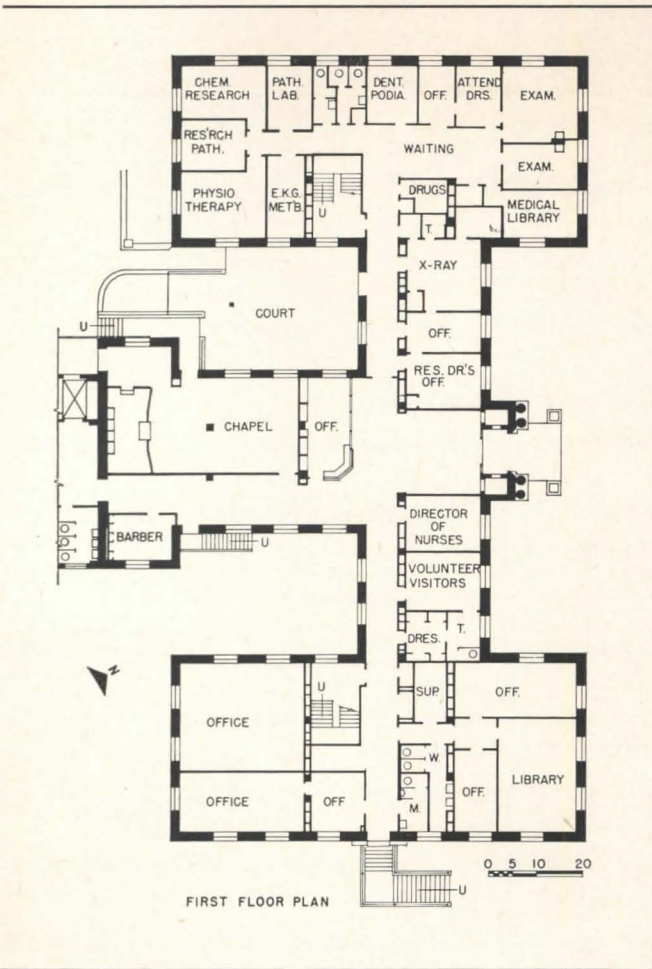 CHEM.
RESEARCH
PATH.
LAB.
DENT.
PODIA.
OFF.
ATTEND
DRS.
EXAM.
RES'RCH
PATH.
WAITING
EXAM.
PHYSIO
THERAPY
E.K.G.
MET'B.
U
DRUGS
MEDICAL
LIBRARY
T.
X-RAY
COURT
U
OFF.
RES. DR'S
OFF.
CHAPEL
OFF.
DIRECTOR
OF
NURSES
BARBER
U
VOLUNTEER
VISITORS
DRES.
T.
N
U
SUP.
OFF.
OFFICE
W.
LIBRARY
OFFICE
OFF.
M.
OFF.
0 5 10 20
U
FIRST FLOOR PLAN